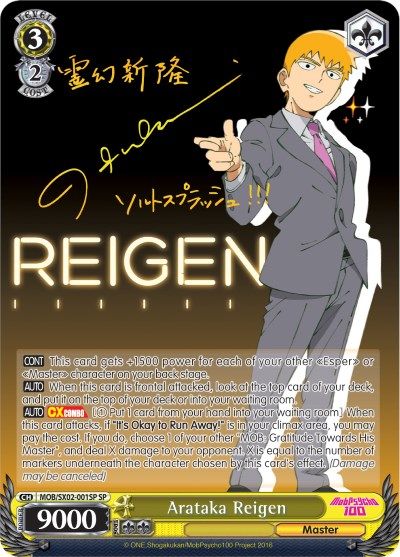 LEVEL
3
2
COST
霊幻新隆
ソルトスプラッシュ!!!
REIGEN
CONT This card gets +1500 power for each of your other «Esper» or
«Master» character on your back stage.
AUTO When this card is frontal attacked, look at the top card of your deck,
and put it on the top of your deck or into your waiting room.
AUTO CX COMBO [① Put 1 card from your hand into your waiting room] When
this card attacks, if "It's Okay to Run Away!" is in your climax area, you may
pay the cost. If you do, choose 1 of your other "MOB: Gratitude Towards His
Master", and deal X damage to your opponent. X is equal to the number of
markers underneath the character chosen by this card's effect. (Damage
may be canceled)
CH MOB/SX02-001SP SP
POWER 9000
SOUL
Arataka Reigen
MobPsycho 100
Master
© ONE,Shogakukan/MobPsycho100 Project 2016